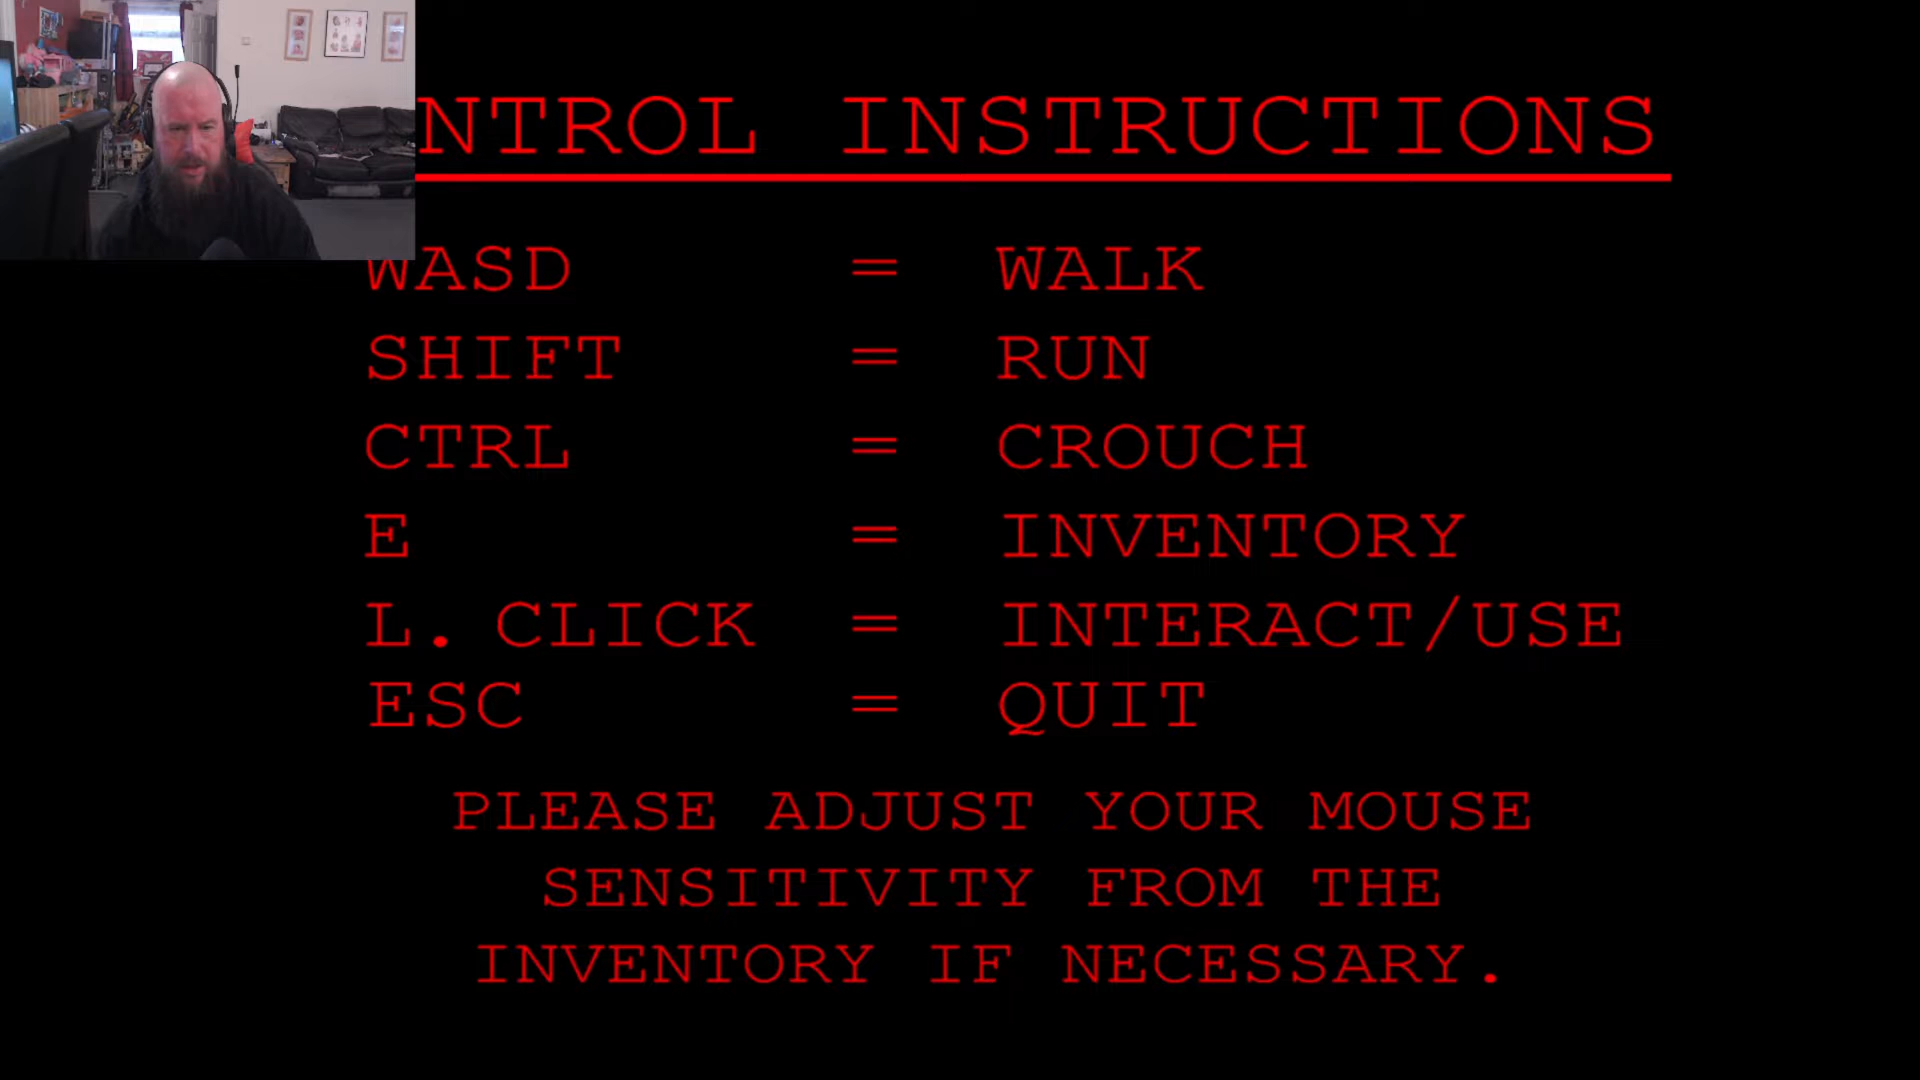 NTROL INSTRUCTIONS
WASD = WALK
SHIFT = RUN
CTRL = CROUCH
E = INVENTORY
L. CLICK = INTERACT/USE
ESC = QUIT
PLEASE ADJUST YOUR MOUSE
SENSITIVITY FROM THE
INVENTORY IF NECESSARY.